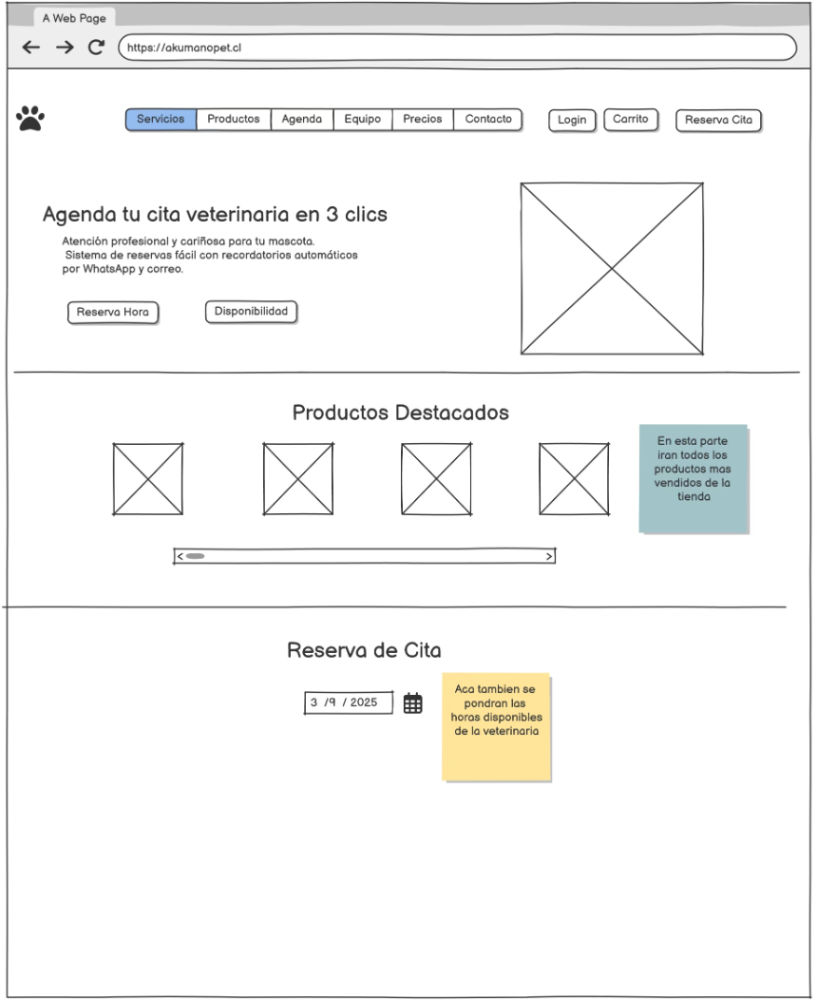 A Web Page
https://akumanopet.cl
Servicios Productos Agenda Equipo Precios Contacto Login Carrito Reserva Cita
Agenda tu cita veterinaria en 3 clics
Atención profesional y cariñosa para tu mascota.
Sistema de reservas fácil con recordatorios automáticos
por WhatsApp y correo.
Reserva Hora Disponibilidad
Productos Destacados
En esta parte
iran todos los
productos mas
vendidos de la
tienda
Reserva de Cita
3 /9 / 2025
Aca tambien se
pondran las
horas disponibles
de la veterinaria